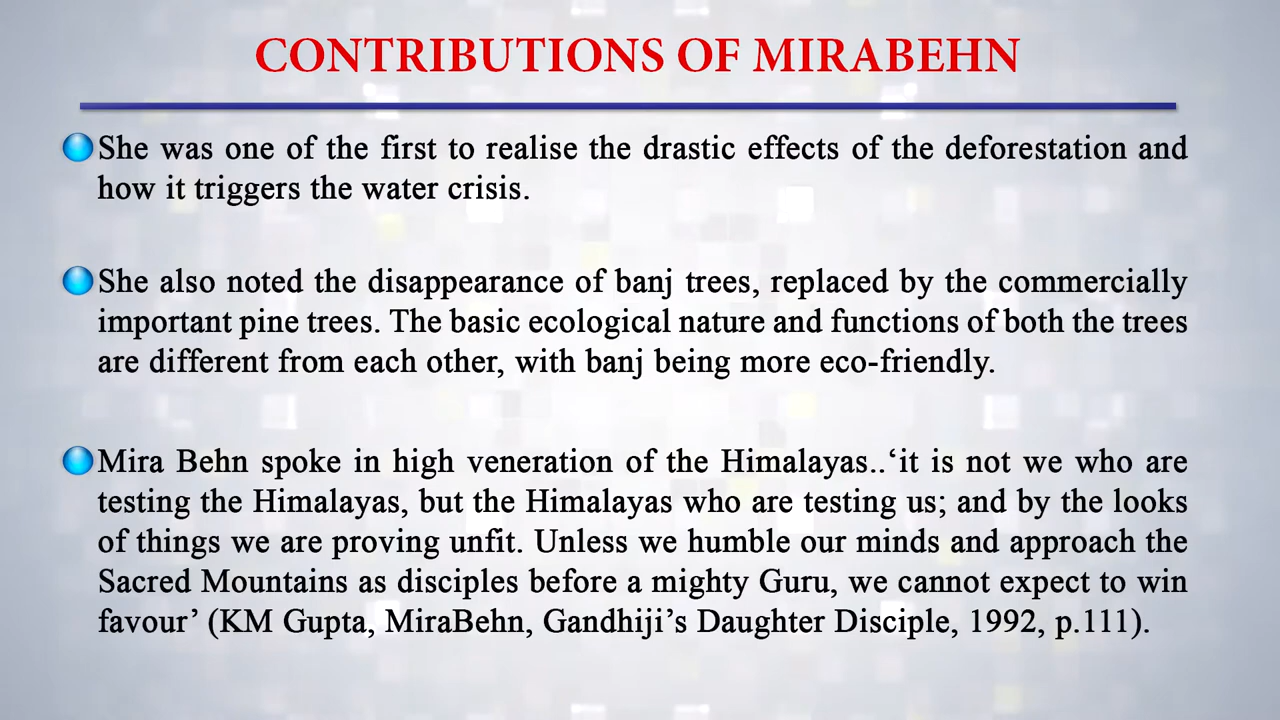 CONTRIBUTIONS OF MIRABEHN
She was one of the first to realise the drastic effects of the deforestation and
how it triggers the water crisis.
She also noted the disappearance of banj trees, replaced by the commercially
important pine trees. The basic ecological nature and functions of both the trees
are different from each other, with banj being more eco-friendly.
Mira Behn spoke in high veneration of the Himalayas..‘it is not we who are
testing the Himalayas, but the Himalayas who are testing us; and by the looks
of things we are proving unfit. Unless we humble our minds and approach the
Sacred Mountains as disciples before a mighty Guru, we cannot expect to win
favour’ (KM Gupta, MiraBehn, Gandhiji’s Daughter Disciple, 1992, p.111).